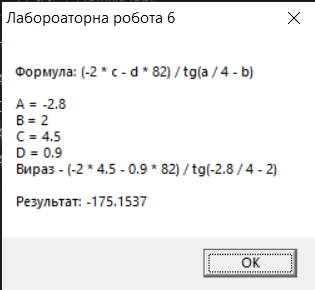 Лабороаторна робота 6
Формула: (-2 * c - d * 82) / tg(a / 4 - b)
A = -2.8
B = 2
C = 4.5
D = 0.9
Вираз - (-2 * 4.5 - 0.9 * 82) / tg(-2.8 / 4 - 2)
Результат: -175.1537
OK